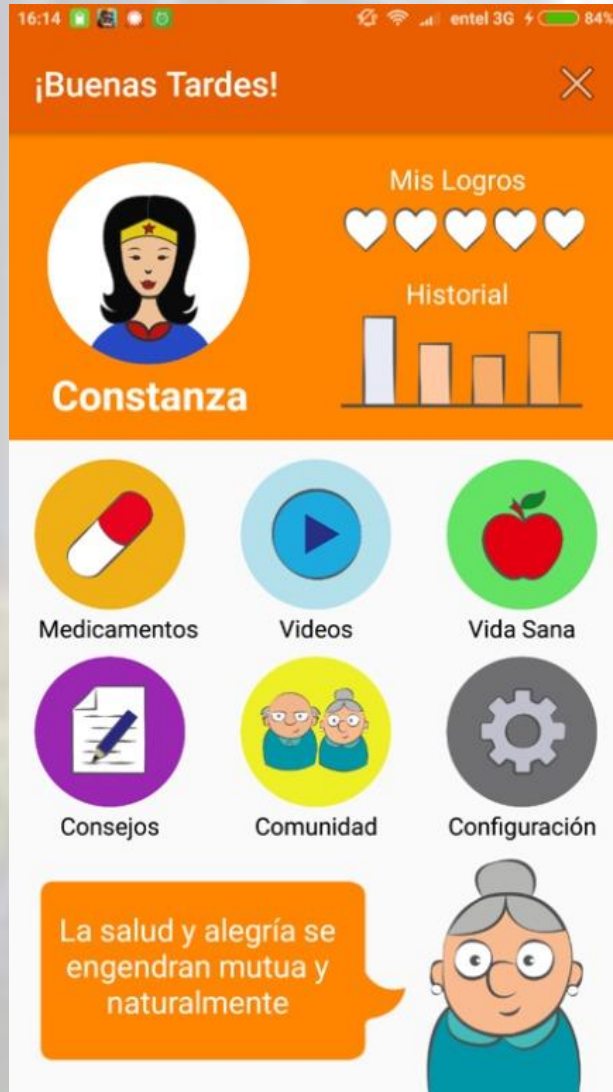 16:14
entel 3G
84%
¡Buenas Tardes!
Mis Logros
Historial
Constanza
Medicamentos
Videos
Vida Sana
Consejos
Comunidad
Configuración
La salud y alegría se
engendran mutua y
naturalmente